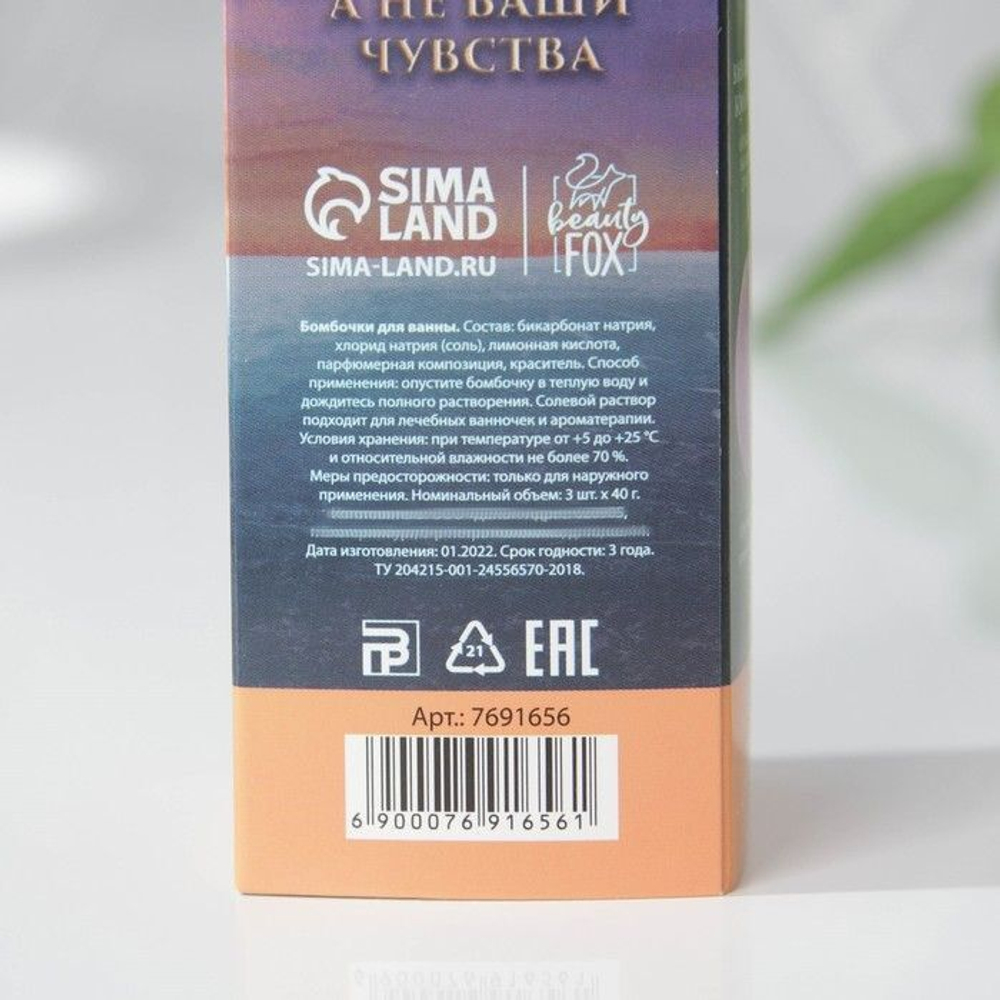 А НЕ ВАШИ
ЧУВСТВА
SIMA
LAND
SIMA-LAND.RU
beauty
FOX
Бомбочки для ванны. Состав: бикарбонат натрия,
хлорид натрия (соль), лимонная кислота,
парфюмерная композиция, краситель. Способ
применения: опустите бомбочку в теплую воду и
дождитесь полного растворения. Солевой раствор
подходит для лечебных ванночек и ароматерапии.
Условия хранения: при температуре от +5 до +25 °C
и относительной влажности не более 70 %.
Меры предосторожности: только для наружного
применения. Номинальный объем: 3 шт. х 40 г.
Дата изготовления: 01.2022. Срок годности: 3 года.
ТУ 204215-001-24556570-2018.
21
EAC
Арт.: 7691656
6 900076 916561